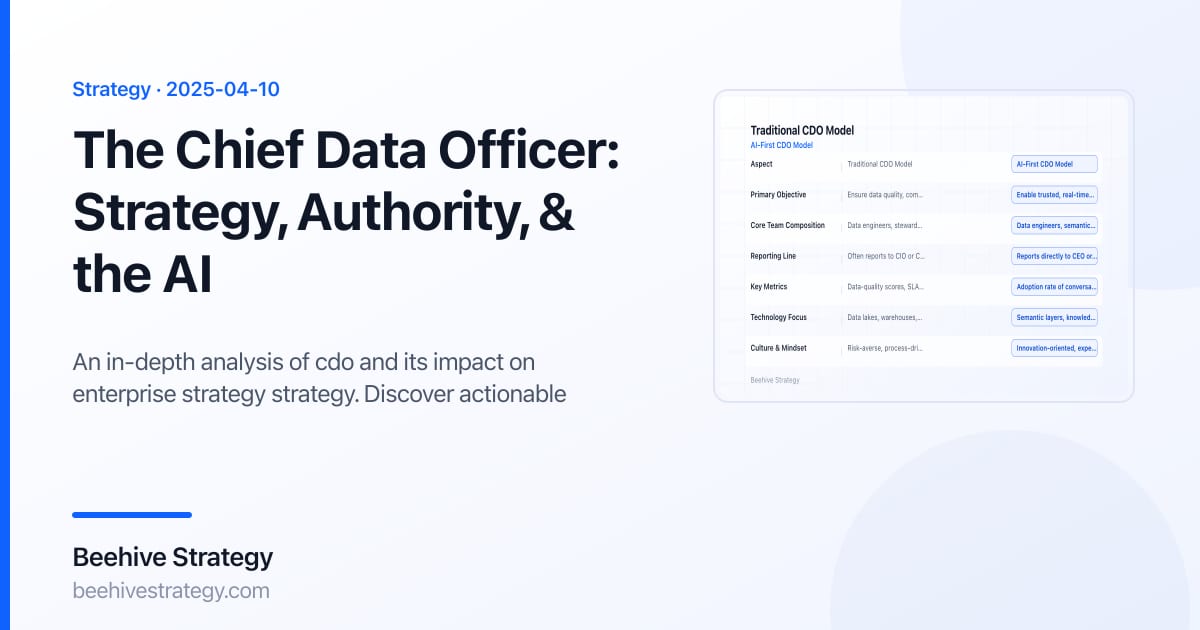 Strategy · 2025-04-10
The Chief Data Officer:
Strategy, Authority, &
the AI
An in-depth analysis of cdo and its impact on
enterprise strategy strategy. Discover actionable
Beehive Strategy
beehivestrategy.com
Traditional CDO Model
AI-First CDO Model
Aspect Traditional CDO Model AI-First CDO Model
Primary Objective Ensure data quality, com... Enable trusted, real-time...
Core Team Composition Data engineers, steward... Data engineers, semantic...
Reporting Line Often reports to CIO or C... Reports directly to CEO or...
Key Metrics Data-quality scores, SLA... Adoption rate of conversa...
Technology Focus Data lakes, warehouses,... Semantic layers, knowled...
Culture & Mindset Risk-averse, process-dri... Innovation-oriented, expe...
Beehive Strategy